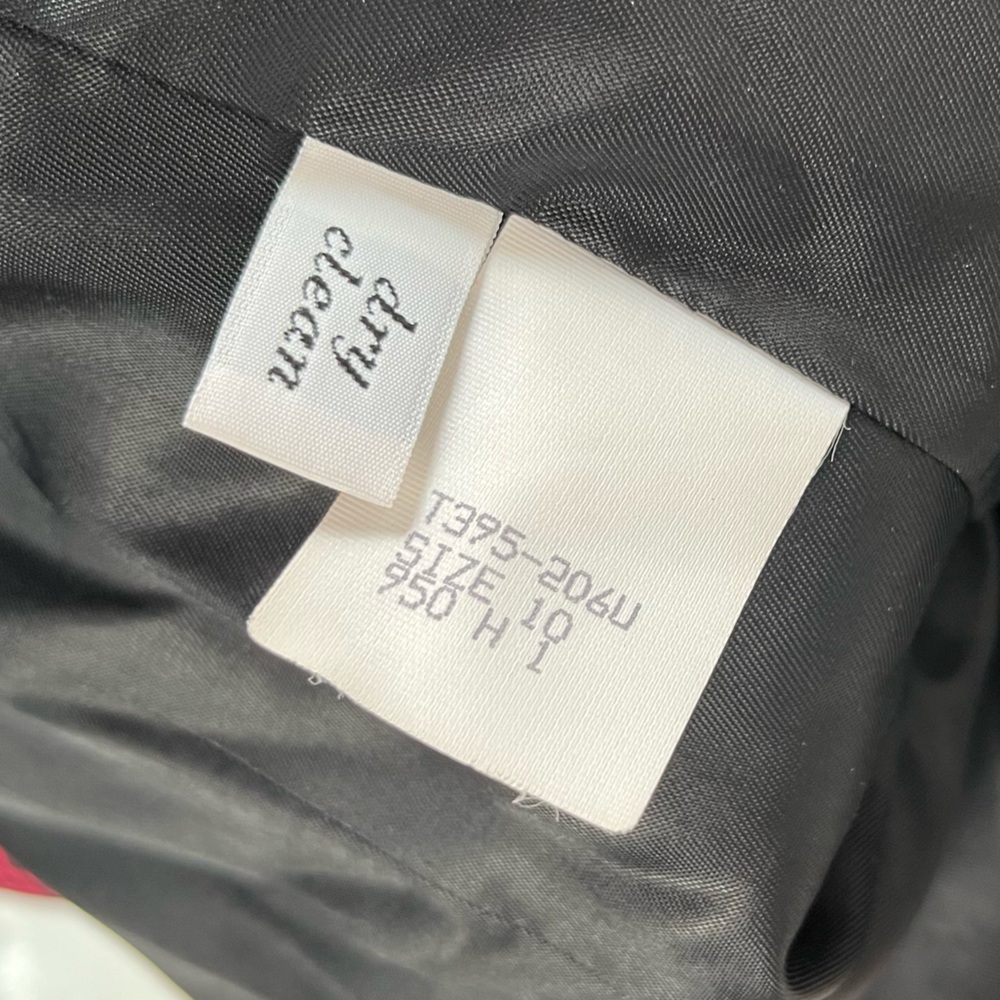 dry
clean
T395-206U
SIZE 10
950 H 1